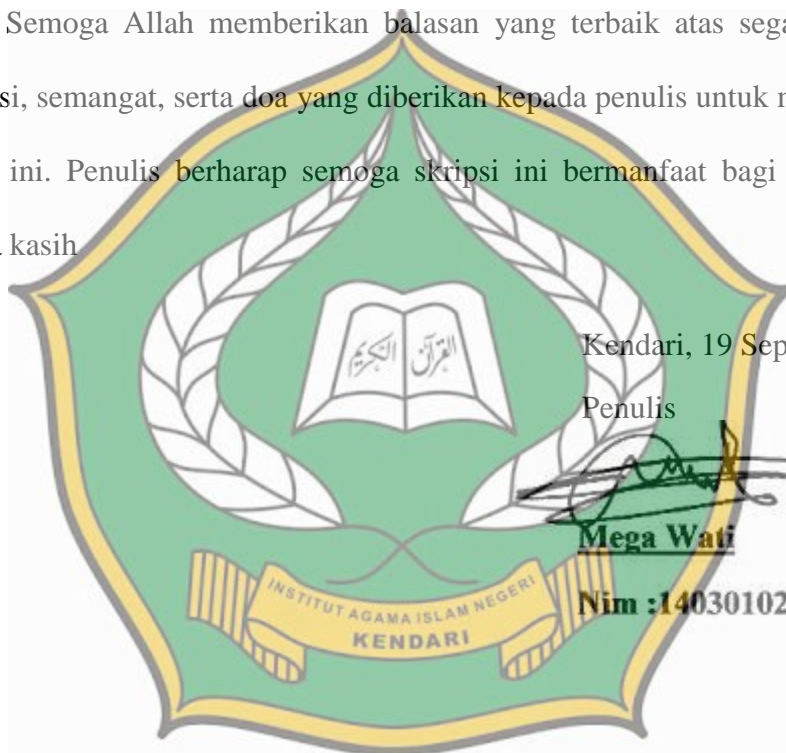 Semoga Allah memberikan balasan yang terbaik atas sega
si, semangat, serta doa yang diberikan kepada penulis untuk
ini. Penulis berharap semoga skripsi ini bermanfaat bagi
kasih
القرآن الكريم
Kendari, 19 Sep
Penulis
Mega Wati
Nim :14030102
INSTITUT AGAMA ISLAM NEGERI
KENDARI